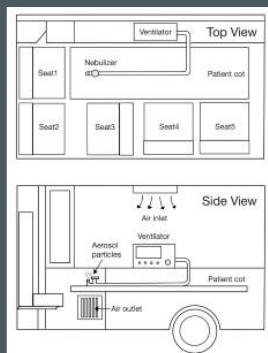 Ventilator
Top View
Nebulizer
Seat1
Patient cot
Seat2
Seat3
Seat4
Seat5
Side View
Air inlet
Ventilator
Aerosol
particles
Patient cot
Air outlet